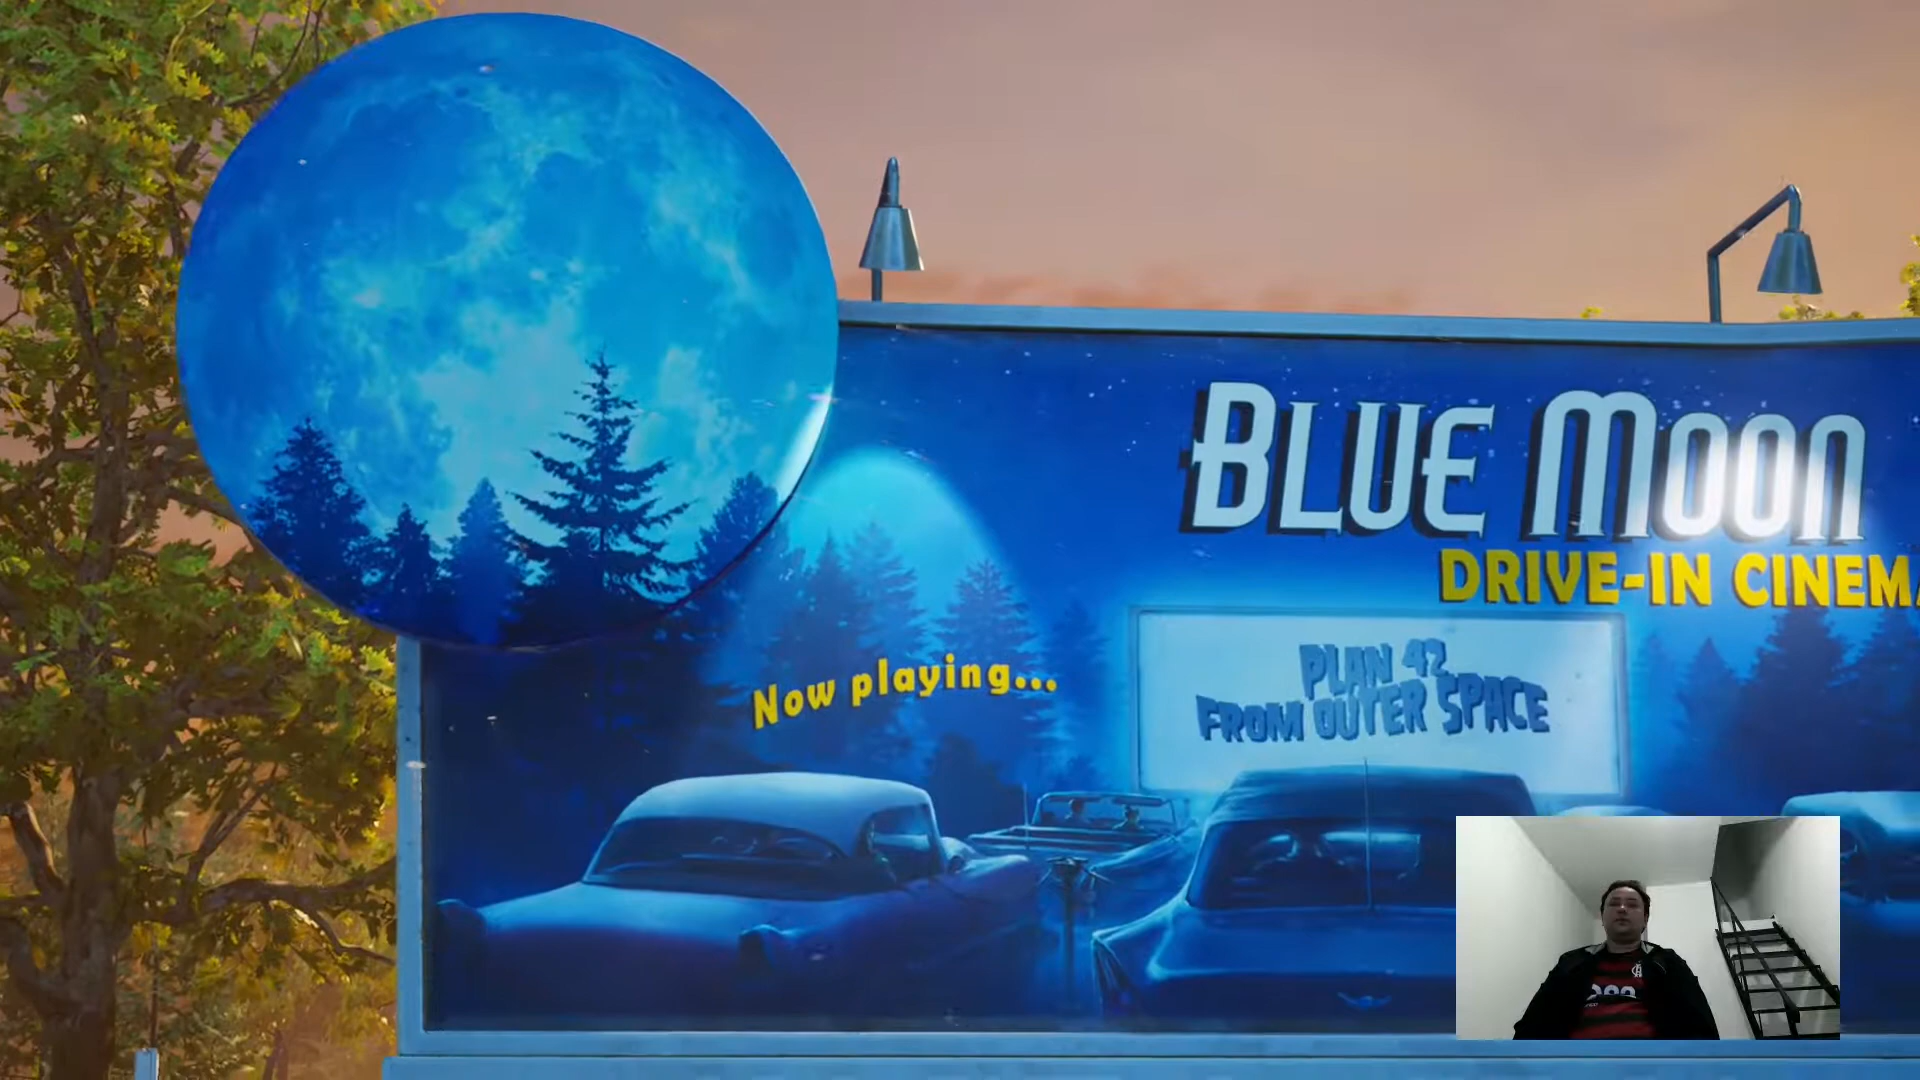 BLUE MOON
DRIVE-IN CINEMA
Now playing...
PLAN 42
FROM OUTER SPACE